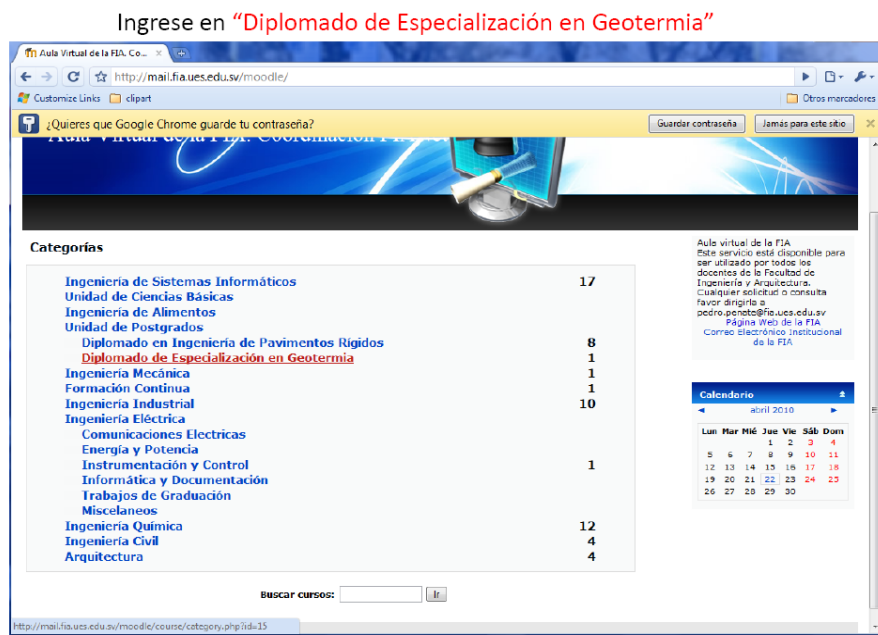 Ingrese en “Diplomado de Especialización en Geotermia”
Aula Virtual de la FIA. Co...
http://mail.fia.ues.edu.sv/moodle/
Customize Links clipart Otros marcadores
¿Quieres que Google Chrome guarde tu contraseña? Guardar contraseña Jamás para este sitio
Aula Virtual de la FIA. Coordinación
Categorías
Ingeniería de Sistemas Informáticos 17
Unidad de Ciencias Básicas
Ingeniería de Alimentos
Unidad de Postgrados
Diplomado en Ingeniería de Pavimentos Rígidos 8
Diplomado de Especialización en Geotermia 1
Ingeniería Mecánica 1
Formación Continua 1
Ingeniería Industrial 10
Ingeniería Eléctrica
Comunicaciones Electricas
Energía y Potencia
Instrumentación y Control 1
Informática y Documentación
Trabajos de Graduación
Miscelaneos
Ingeniería Química 12
Ingeniería Civil 4
Arquitectura 4
Buscar cursos: Ir
Aula virtual de la FIA
Este servicio está disponible para
ser utilizado por todos los
docentes de la Facultad de
Ingeniería y Arquitectura.
Cualquier solicitud o consulta
favor dirigirla a
pedro.penate@fia.ues.edu.sv
Página Web de la FIA
Correo Electrónico Institucional
de la FIA
Calendario
abril 2010
Lun Mar Mié Jue Vie Sáb Dom
1 2 3 4
5 6 7 8 9 10 11
12 13 14 15 16 17 18
19 20 21 22 23 24 25
26 27 28 29 30
http://mail.fia.ues.edu.sv/moodle/course/category.php?id=15